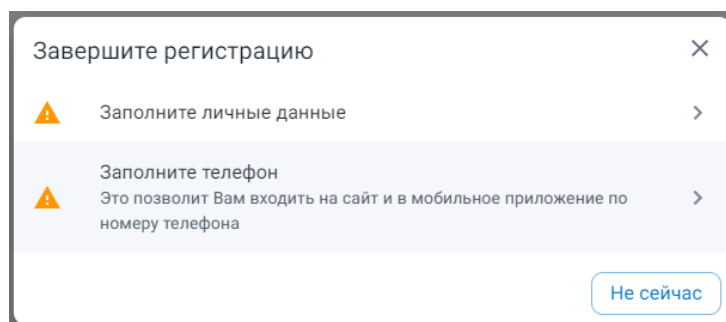 Завершите регистрацию
Заполните личные данные
Заполните телефон
Это позволит Вам входить на сайт и в мобильное приложение по
номеру телефона
Не сейчас